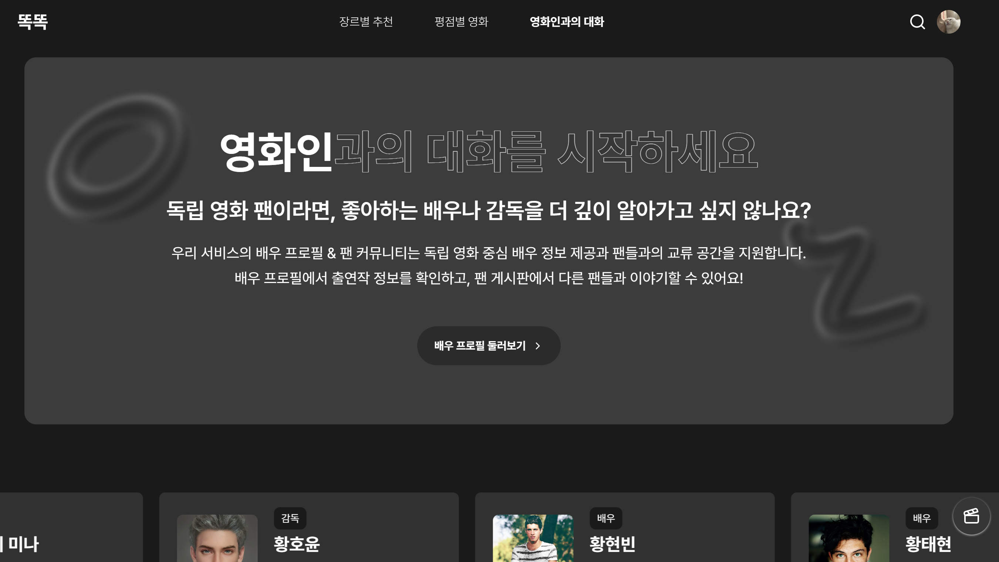 똑똑
장르별 추천
평점별 영화
영화인과의 대화
영화인과의 대화를 시작하세요
독립 영화 팬이라면, 좋아하는 배우나 감독을 더 깊이 알아가고 싶지 않나요?
우리 서비스의 배우 프로필 & 팬 커뮤니티는 독립 영화 중심 배우 정보 제공과 팬들과의 교류 공간을 지원합니다.
배우 프로필에서 출연작 정보를 확인하고, 팬 게시판에서 다른 팬들과 이야기할 수 있어요!
배우 프로필 둘러보기
미나
감독
황호윤
배우
황현빈
배우
황태현